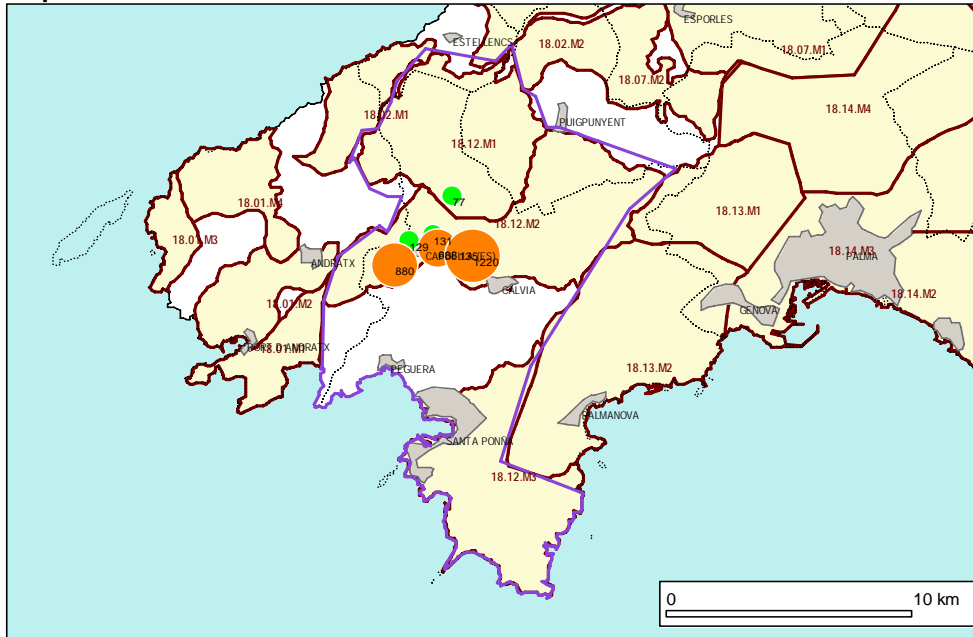 ESPORLES
ESTELLENCS
18.02.M2
18.07.M1
18.07.M2
18.14.M4
18.02.M1
PUIGPUNYENT
18.12.M1
77
18.01.M4
18.12.M2
18.13.M1
18.01.M3
129
131
18.14.M3
PALMA
ANDRATX
880
1220
CALVIA
18.14.M2
18.01.M2
GENOVA
PORT D'ANDRATX
18.01.M1
PEGUERA
18.13.M2
PALMANOVA
SANTA PONÑA
18.12.M3
0
10 km